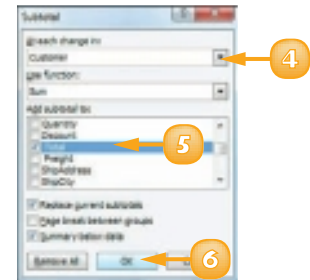 Subtotal
At each change in:
Customer
4
Use function:
Sum
Add subtotal to:
Quantity
Discount
Total
5
Freight
ShipAddress
ShipCity
Replace current subtotals
Page break between groups
Summary below data
Remove All OK 6